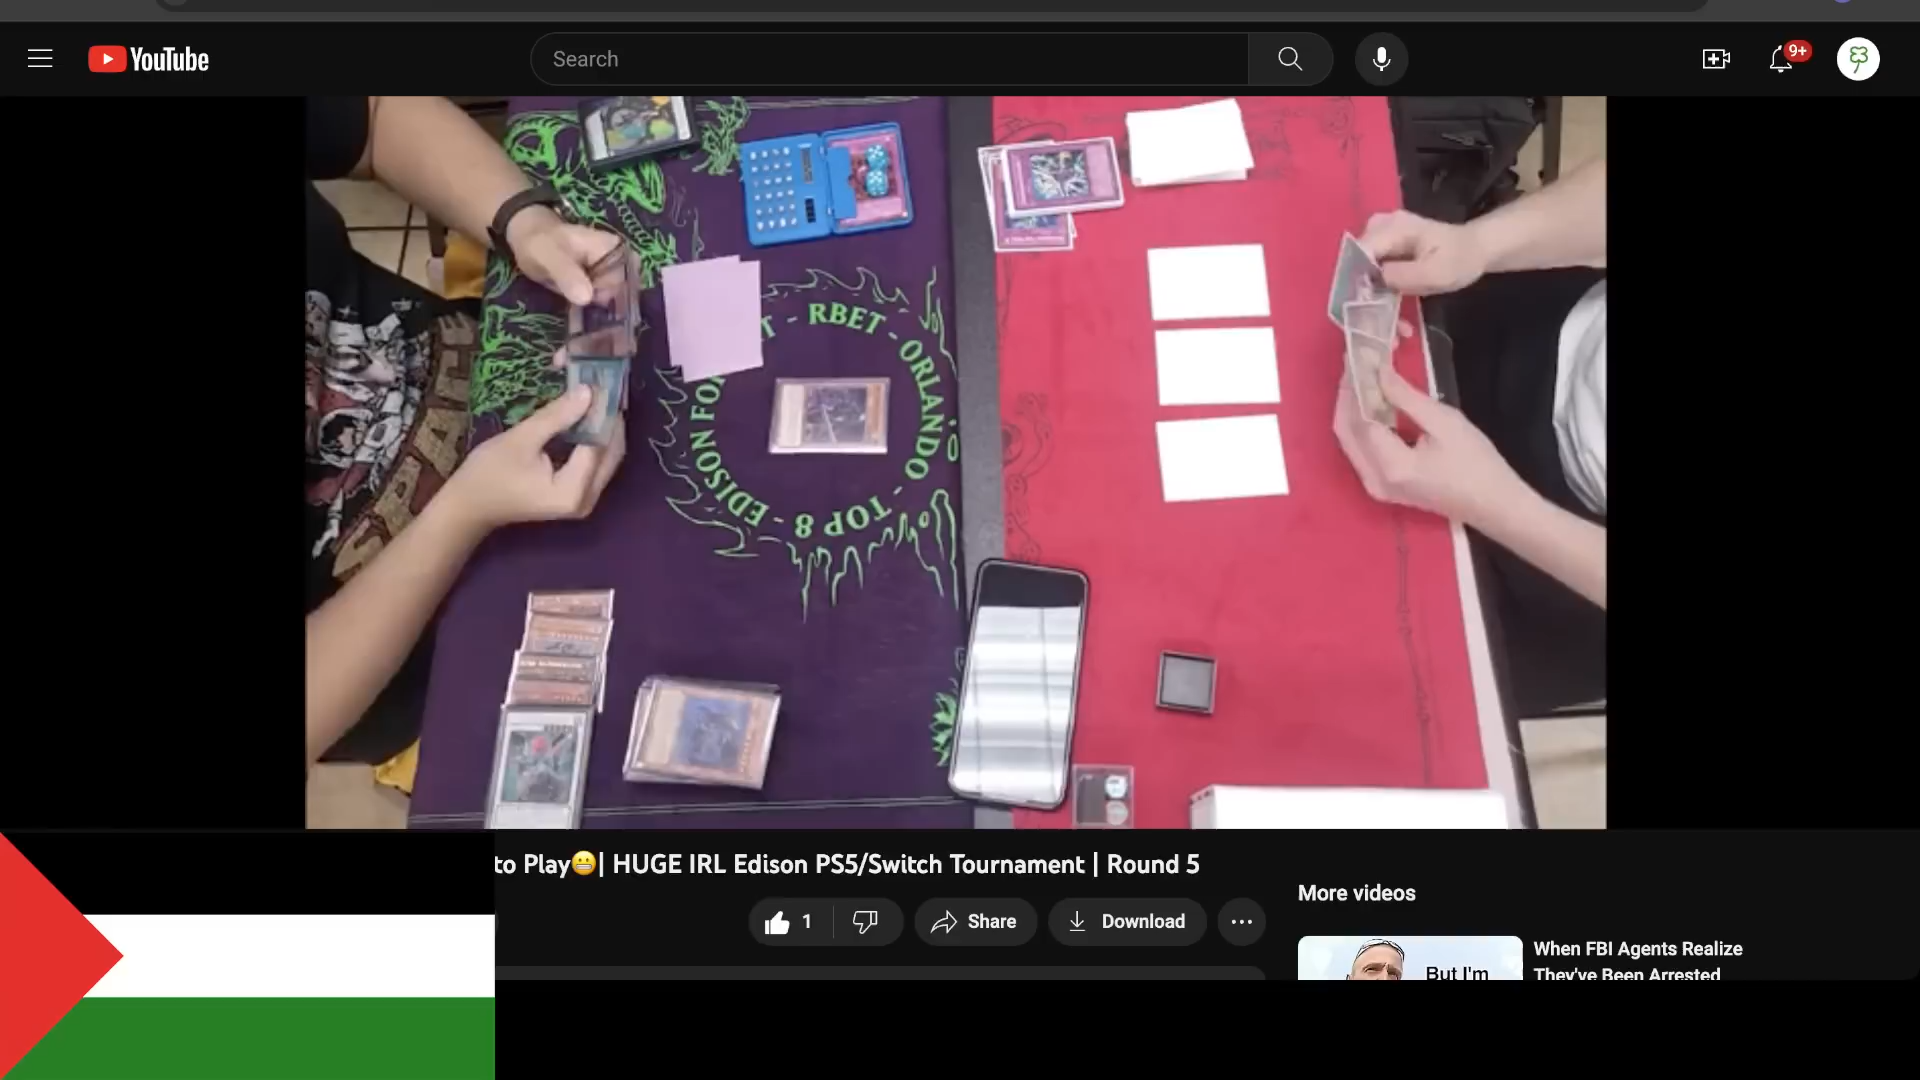 YouTube
Search
9+
RBET - ORLANDO - TOP 8 - EDISON FO
to Play😬| HUGE IRL Edison PS5/Switch Tournament | Round 5
1
Share
Download
More videos
When FBI Agents Realize
They've Been Arrested
But I'm